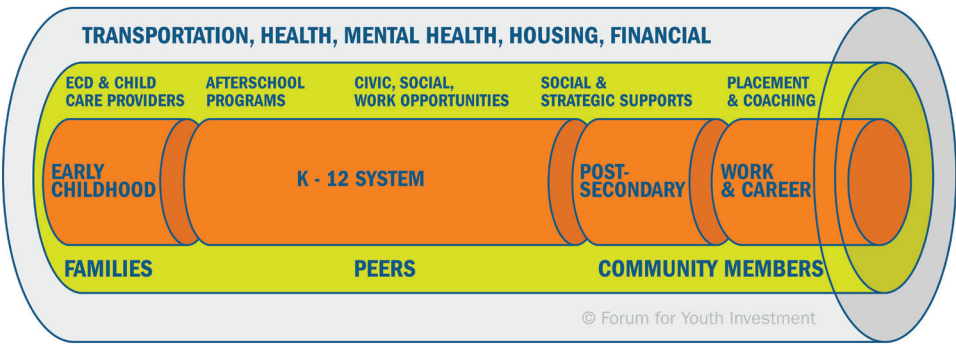 TRANSPORTATION, HEALTH, MENTAL HEALTH, HOUSING, FINANCIAL
ECD & CHILD
CARE PROVIDERS
AFTERSCHOOL
PROGRAMS
CIVIC, SOCIAL,
WORK OPPORTUNITIES
SOCIAL &
STRATEGIC SUPPORTS
PLACEMENT
& COACHING
EARLY
CHILDHOOD
K - 12 SYSTEM
POST-
SECONDARY
WORK
& CAREER
FAMILIES
PEERS
COMMUNITY MEMBERS
© Forum for Youth Investment